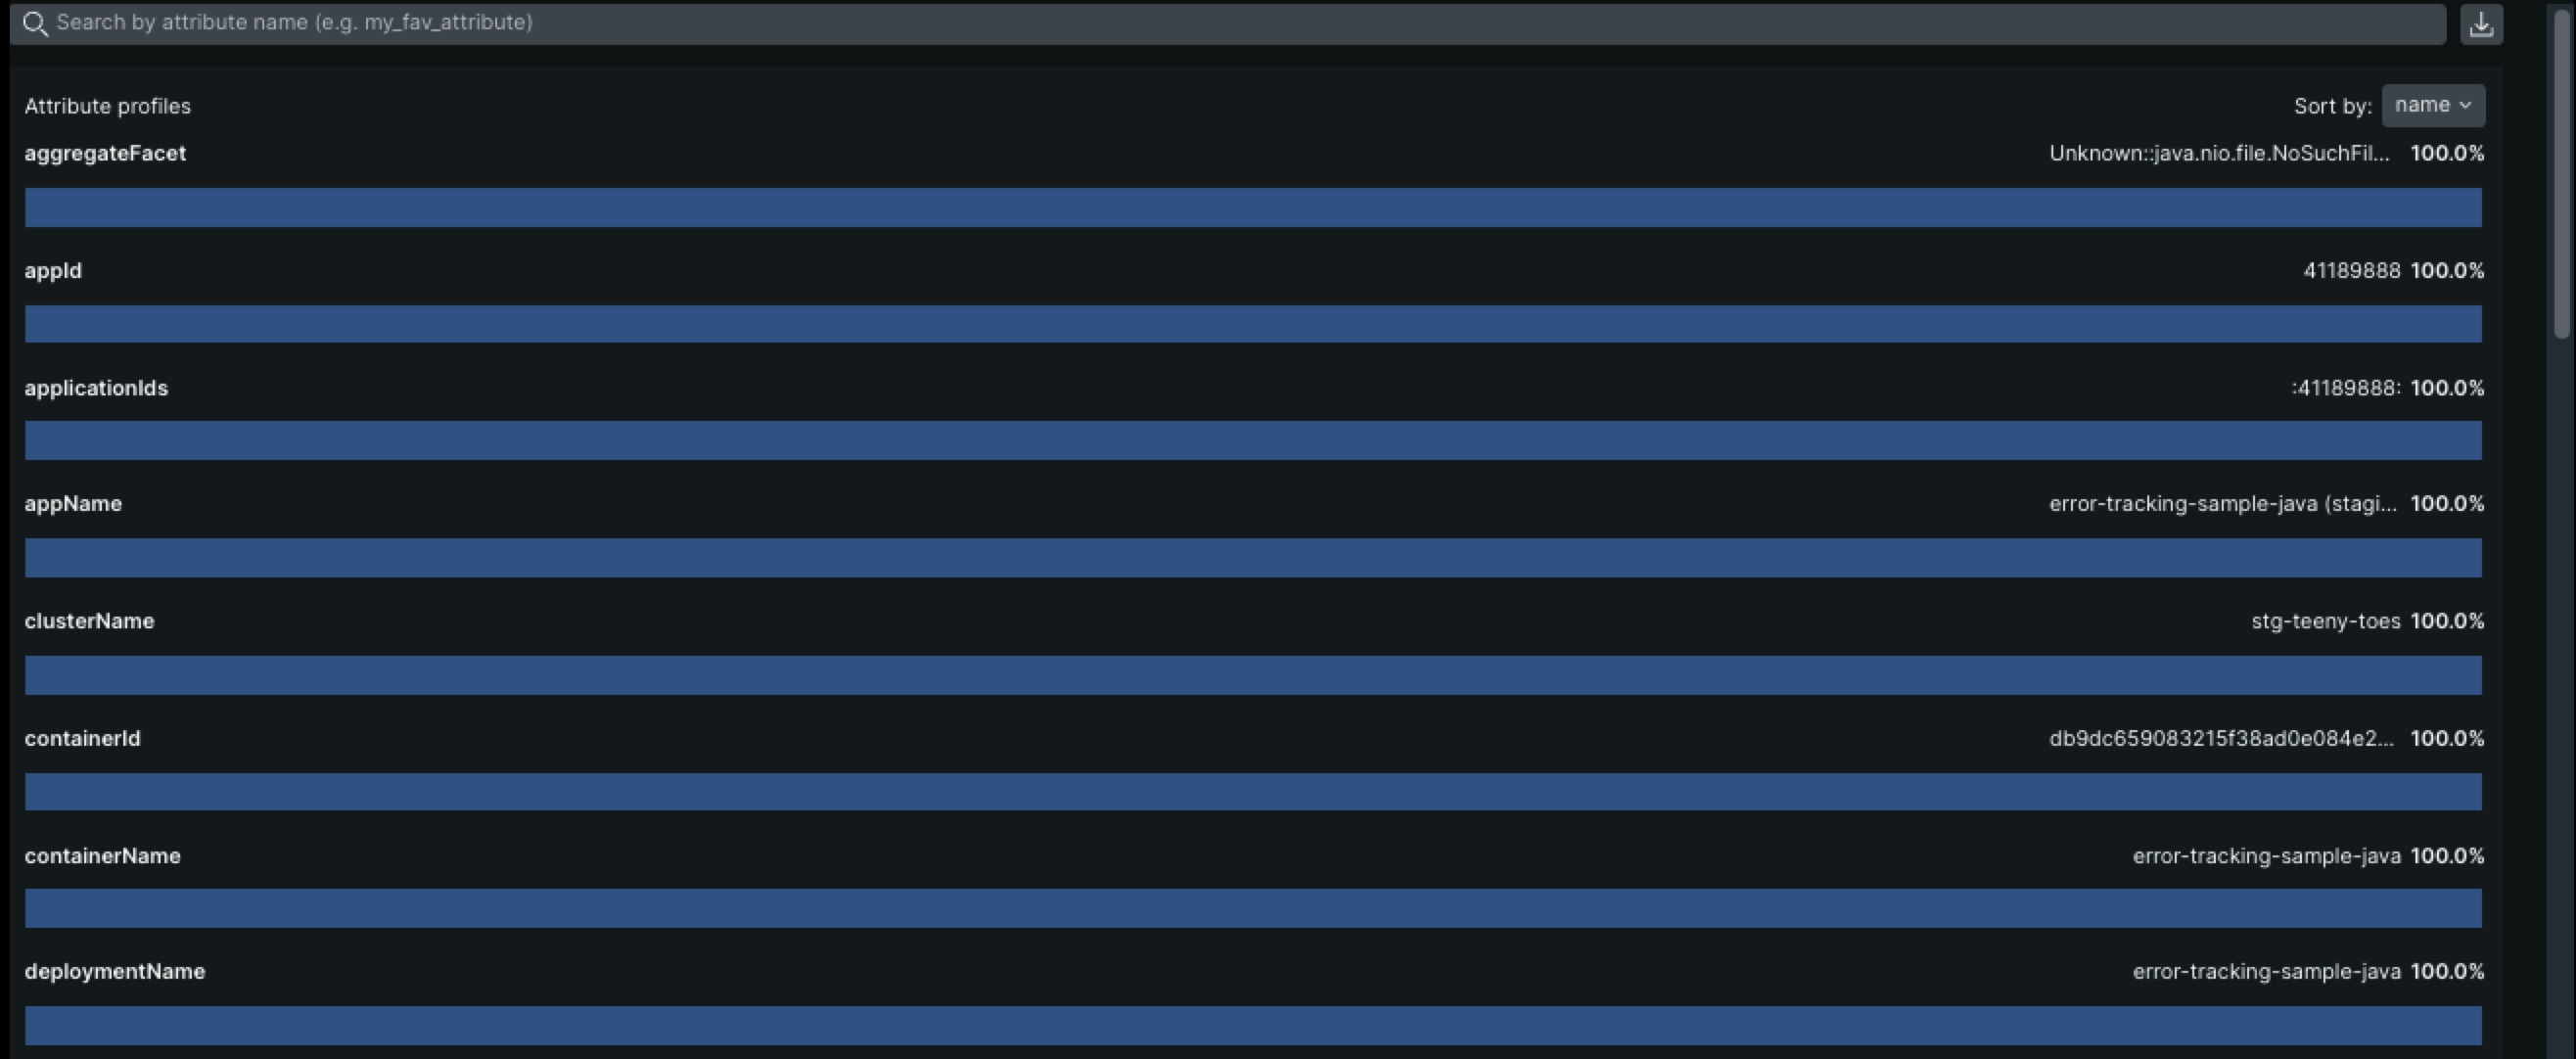 Search by attribute name (e.g. my_fav_attribute)
Attribute profiles
Sort by: name
aggregateFacet Unknown::java.nio.file.NoSuchFil... 100.0%
appId 41189888 100.0%
applicationIds :41189888: 100.0%
appName error-tracking-sample-java (stagi... 100.0%
clusterName stg-teeny-toes 100.0%
containerId db9dc659083215f38ad0e084e2... 100.0%
containerName error-tracking-sample-java 100.0%
deploymentName error-tracking-sample-java 100.0%